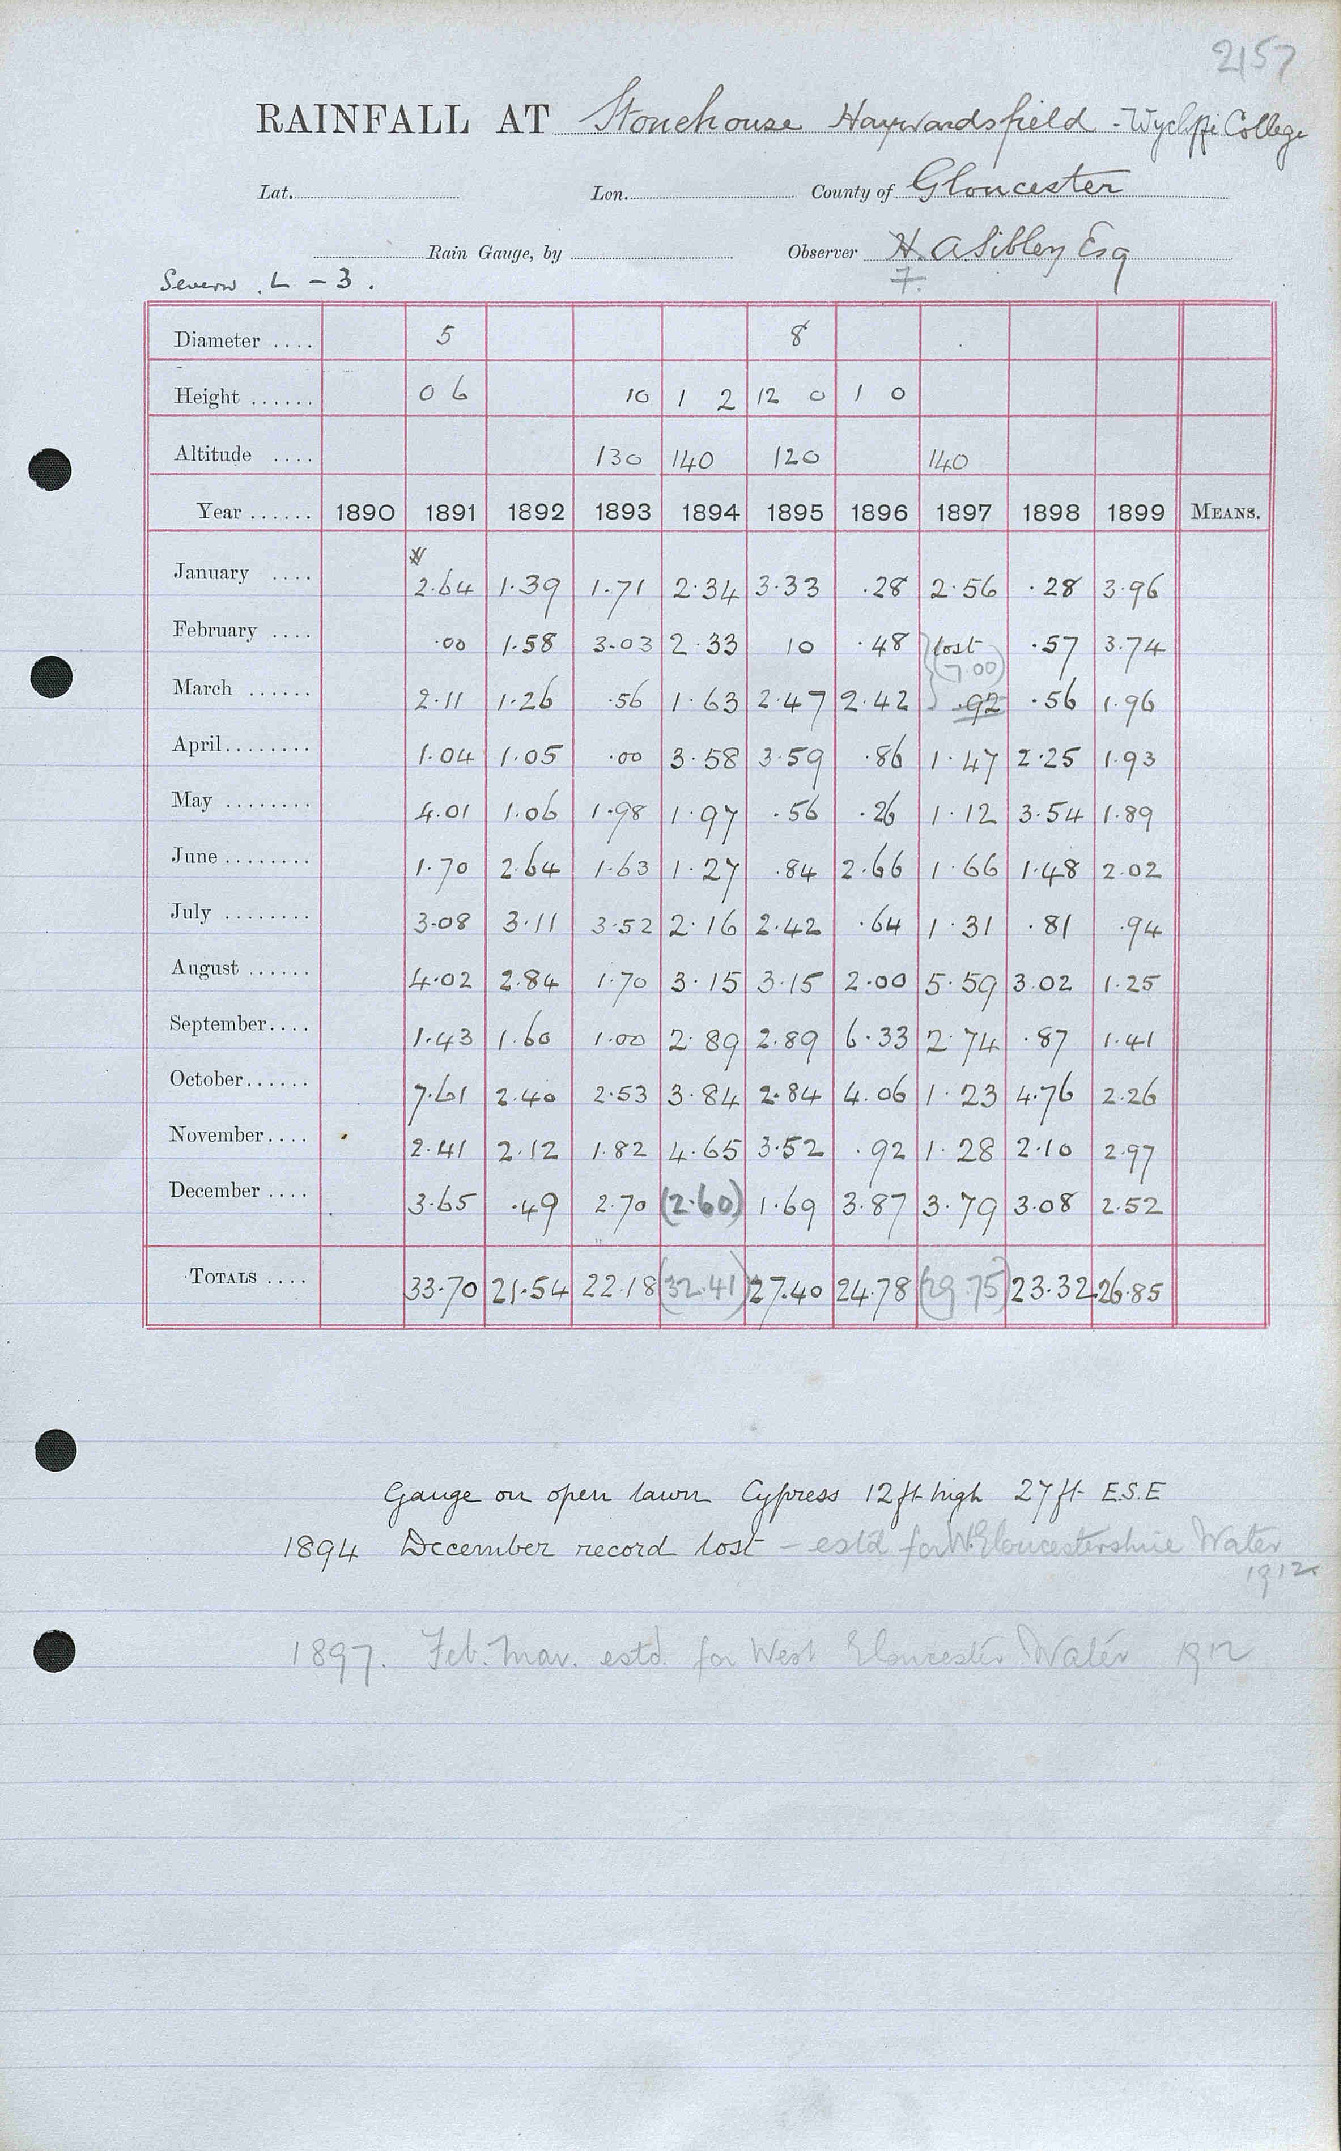 2157
RAINFALL AT Stonehouse Haywardsfield - Wycliffe College
Lat. Lon. County of Gloucester
Rain Gauge, by Observer H. A Sibley Esq
F.
Severn . L - 3 .
Diameter .... 5 8
Height ...... 0 6 10 1 2 12 0 1 0
Altitude .... 130 140 120 140
Year ...... 1890 1891 1892 1893 1894 1895 1896 1897 1898 1899 MEANS.
January .... 2.64 1.39 1.71 2.34 3.33 .28 2.56 .28 3.96
February .... .00 1.58 3.03 2.33 10 .48 lost .57 3.74
(7.00)
March ...... 2.11 1.26 .56 1.63 2.47 2.42 .92 .56 1.96
April........ 1.04 1.05 .00 3.58 3.59 .86 1.47 2.25 1.93
May ........ 4.01 1.06 1.98 1.97 .56 .26 1.12 3.54 1.89
June ........ 1.70 2.64 1.63 1.27 .84 2.66 1.66 1.48 2.02
July ........ 3.08 3.11 3.52 2.16 2.42 .64 1.31 .81 .94
August ...... 4.02 2.84 1.70 3.15 3.15 2.00 5.59 3.02 1.25
September.... 1.43 1.60 1.00 2.89 2.89 6.33 2.74 .87 1.41
October...... 7.61 2.40 2.53 3.84 2.84 4.06 1.23 4.76 2.26
November.... 2.41 2.12 1.82 4.65 3.52 .92 1.28 2.10 2.97
December .... 3.65 .49 2.70 (2.60) 1.69 3.87 3.79 3.08 2.52
TOTALS .... 33.70 21.54 22.18 (32.41) 27.40 24.78 (29.75) 23.32 26.85
Gauge on open lawn Cypress 12 ft high 27 ft E.S.E
1894 December record lost - estd for W. Gloucestershire Water
1912
1897. Feb. Mar. estd for West Gloucester Water 1912